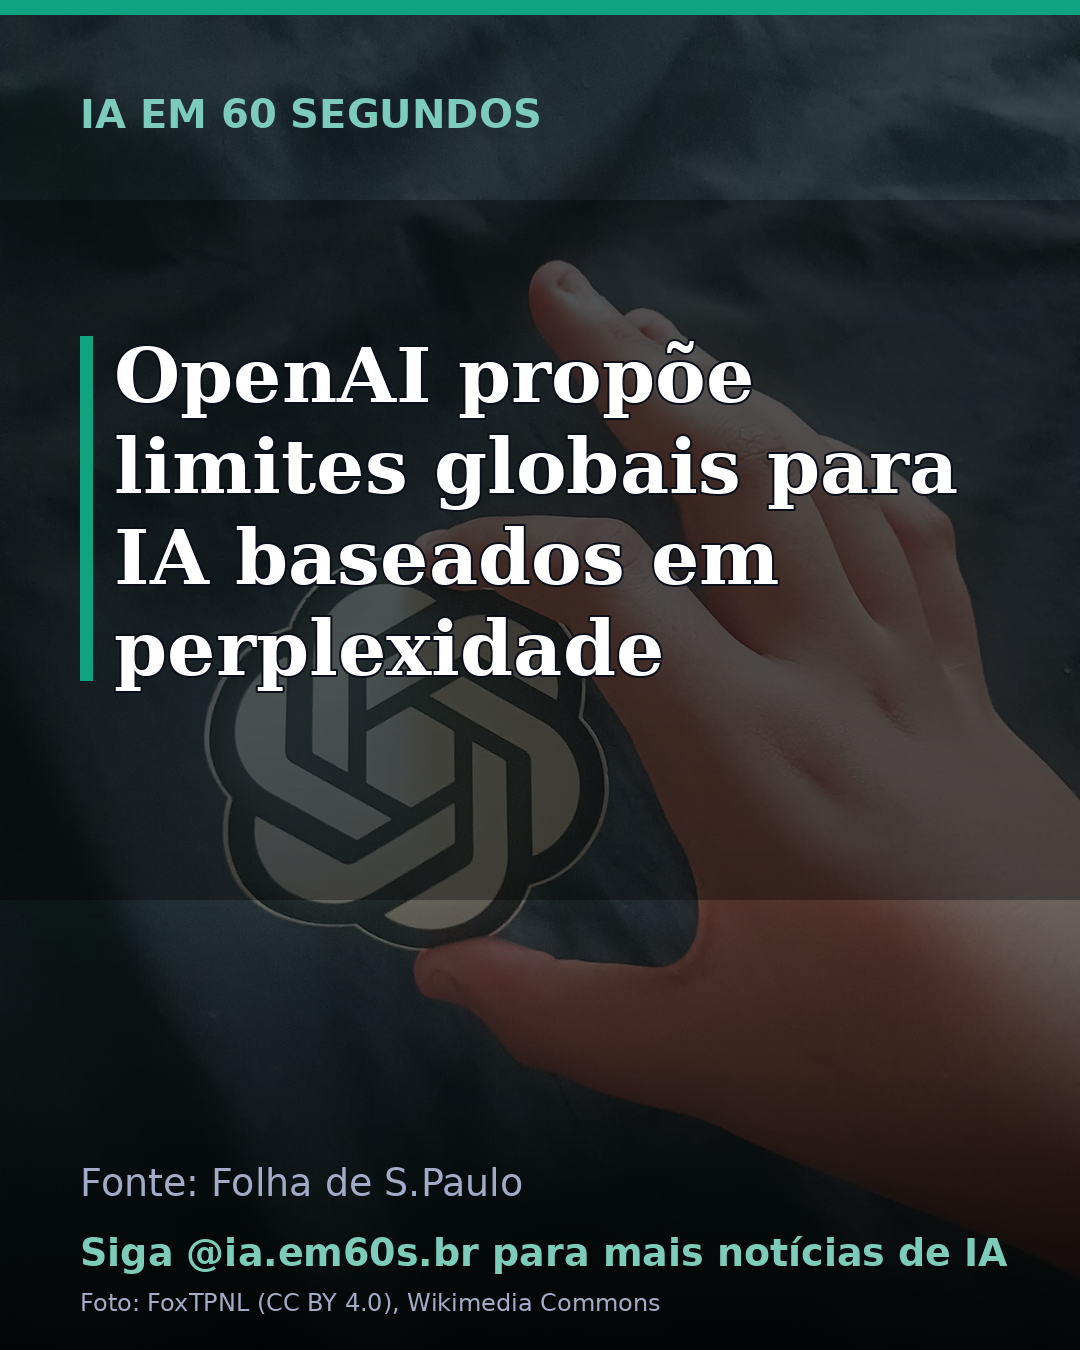 IA EM 60 SEGUNDOS
OpenAI propõe
limites globais para
IA baseados em
perplexidade
Fonte: Folha de S.Paulo
Siga @ia.em60s.br para mais notícias de IA
Foto: FoxTPNL (CC BY 4.0), Wikimedia Commons